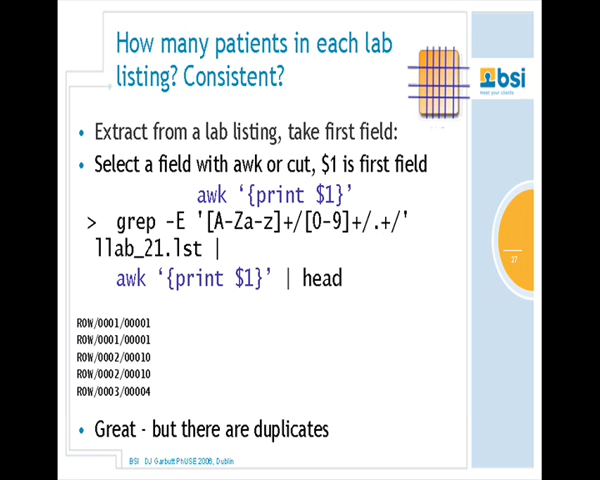 How many patients in each lab
listing? Consistent?
bsi
meet your clients
• Extract from a lab listing, take first field:
• Select a field with awk or cut, $1 is first field
awk ‘{print $1}’
> grep -E '[A-Za-z]+/[0-9]+/.+/'
llab_21.lst |
awk ‘{print $1}’ | head
27
ROW/0001/00001
ROW/0001/00001
ROW/0002/00010
ROW/0002/00010
ROW/0003/00004
• Great - but there are duplicates
BSI DJ Garbutt PhUSE 2006, Dublin